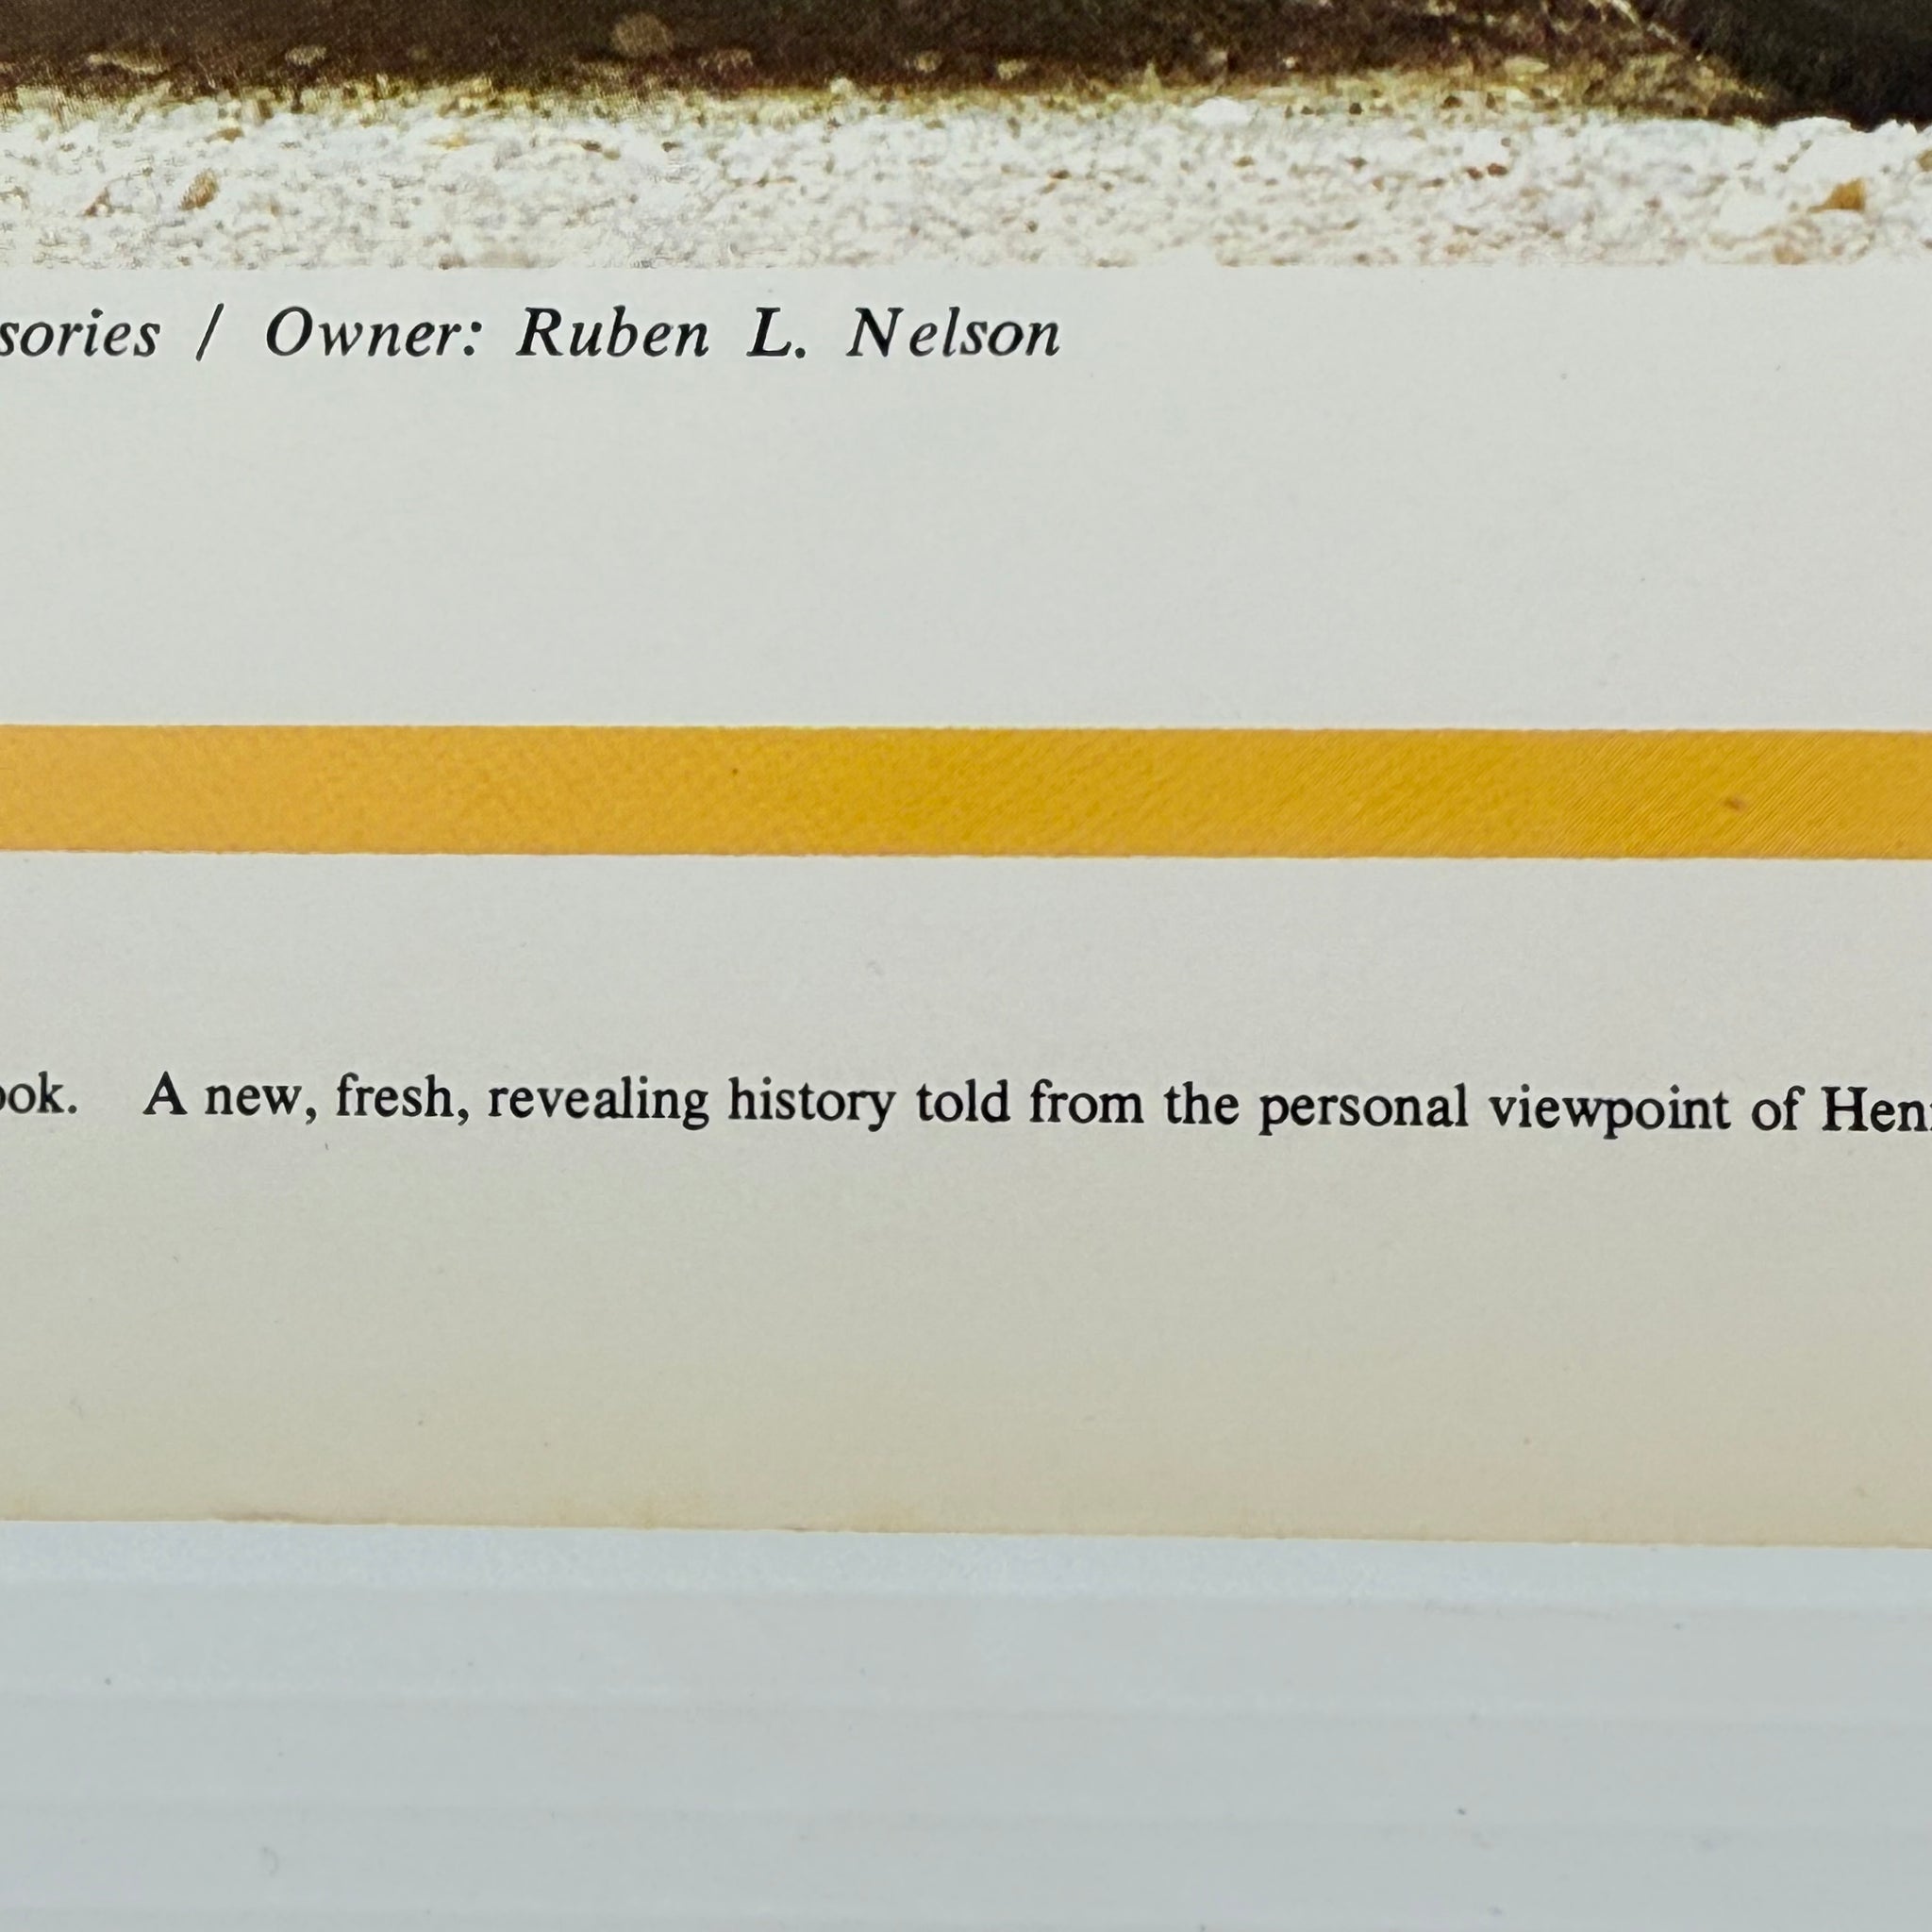 sories / Owner: Ruben L. Nelson
ook. A new, fresh, revealing history told from the personal viewpoint of Hen